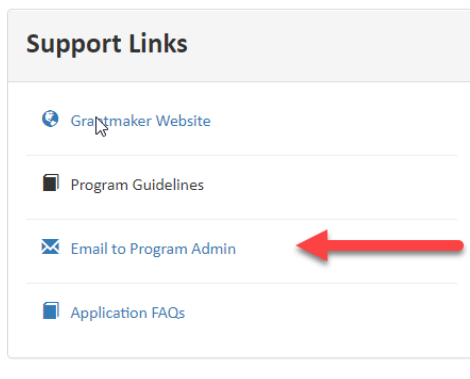 Support Links
Grantmaker Website
Program Guidelines
Email to Program Admin
Application FAQs